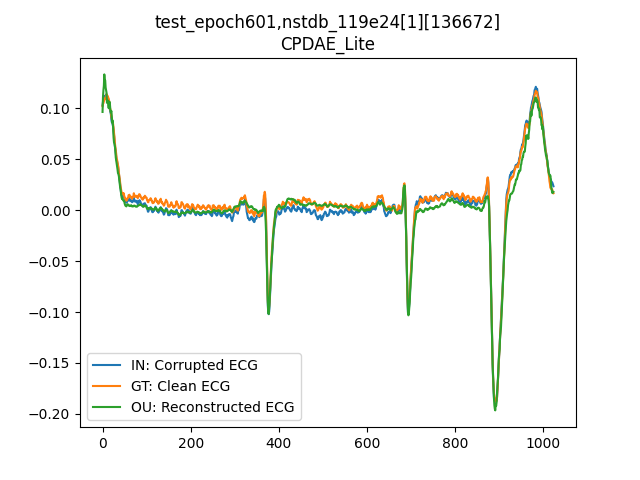 test_epoch601,nstdb_119e24[1][136672]
CPDAE_Lite
0.10
0.05
0.00
−0.05
−0.10
−0.15
−0.20
IN: Corrupted ECG
GT: Clean ECG
OU: Reconstructed ECG
0 200 400 600 800 1000